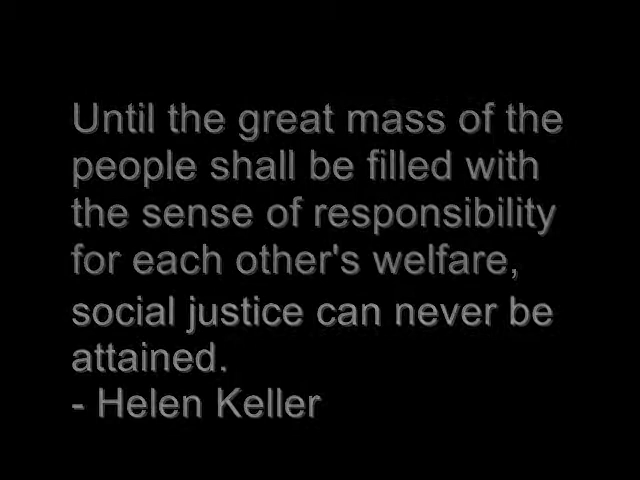 Until the great mass of the
people shall be filled with
the sense of responsibility
for each other's welfare,
social justice can never be
attained.
- Helen Keller